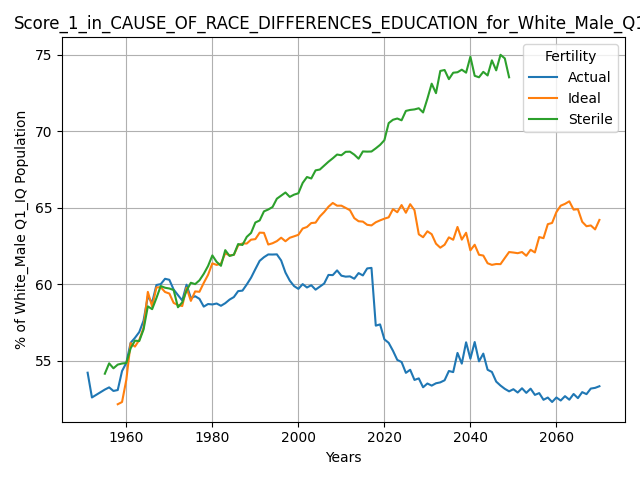 Score_1_in_CAUSE_OF_RACE_DIFFERENCES_EDUCATION_for_White_Male_Q1
% of White_Male Q1_IQ Population
75
70
65
60
55
Fertility
Actual
Ideal
Sterile
1960 1980 2000 2020 2040 2060
Years